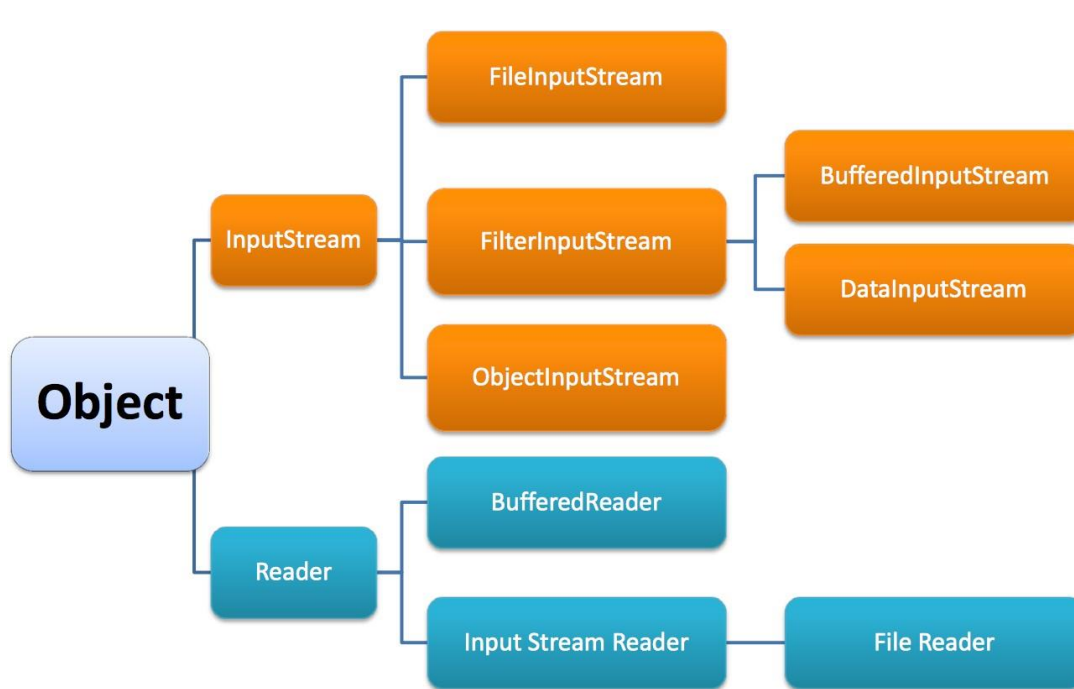 FileInputStream
BufferedInputStream
InputStream
FilterInputStream
DataInputStream
ObjectInputStream
Object
BufferedReader
Reader
Input Stream Reader
File Reader